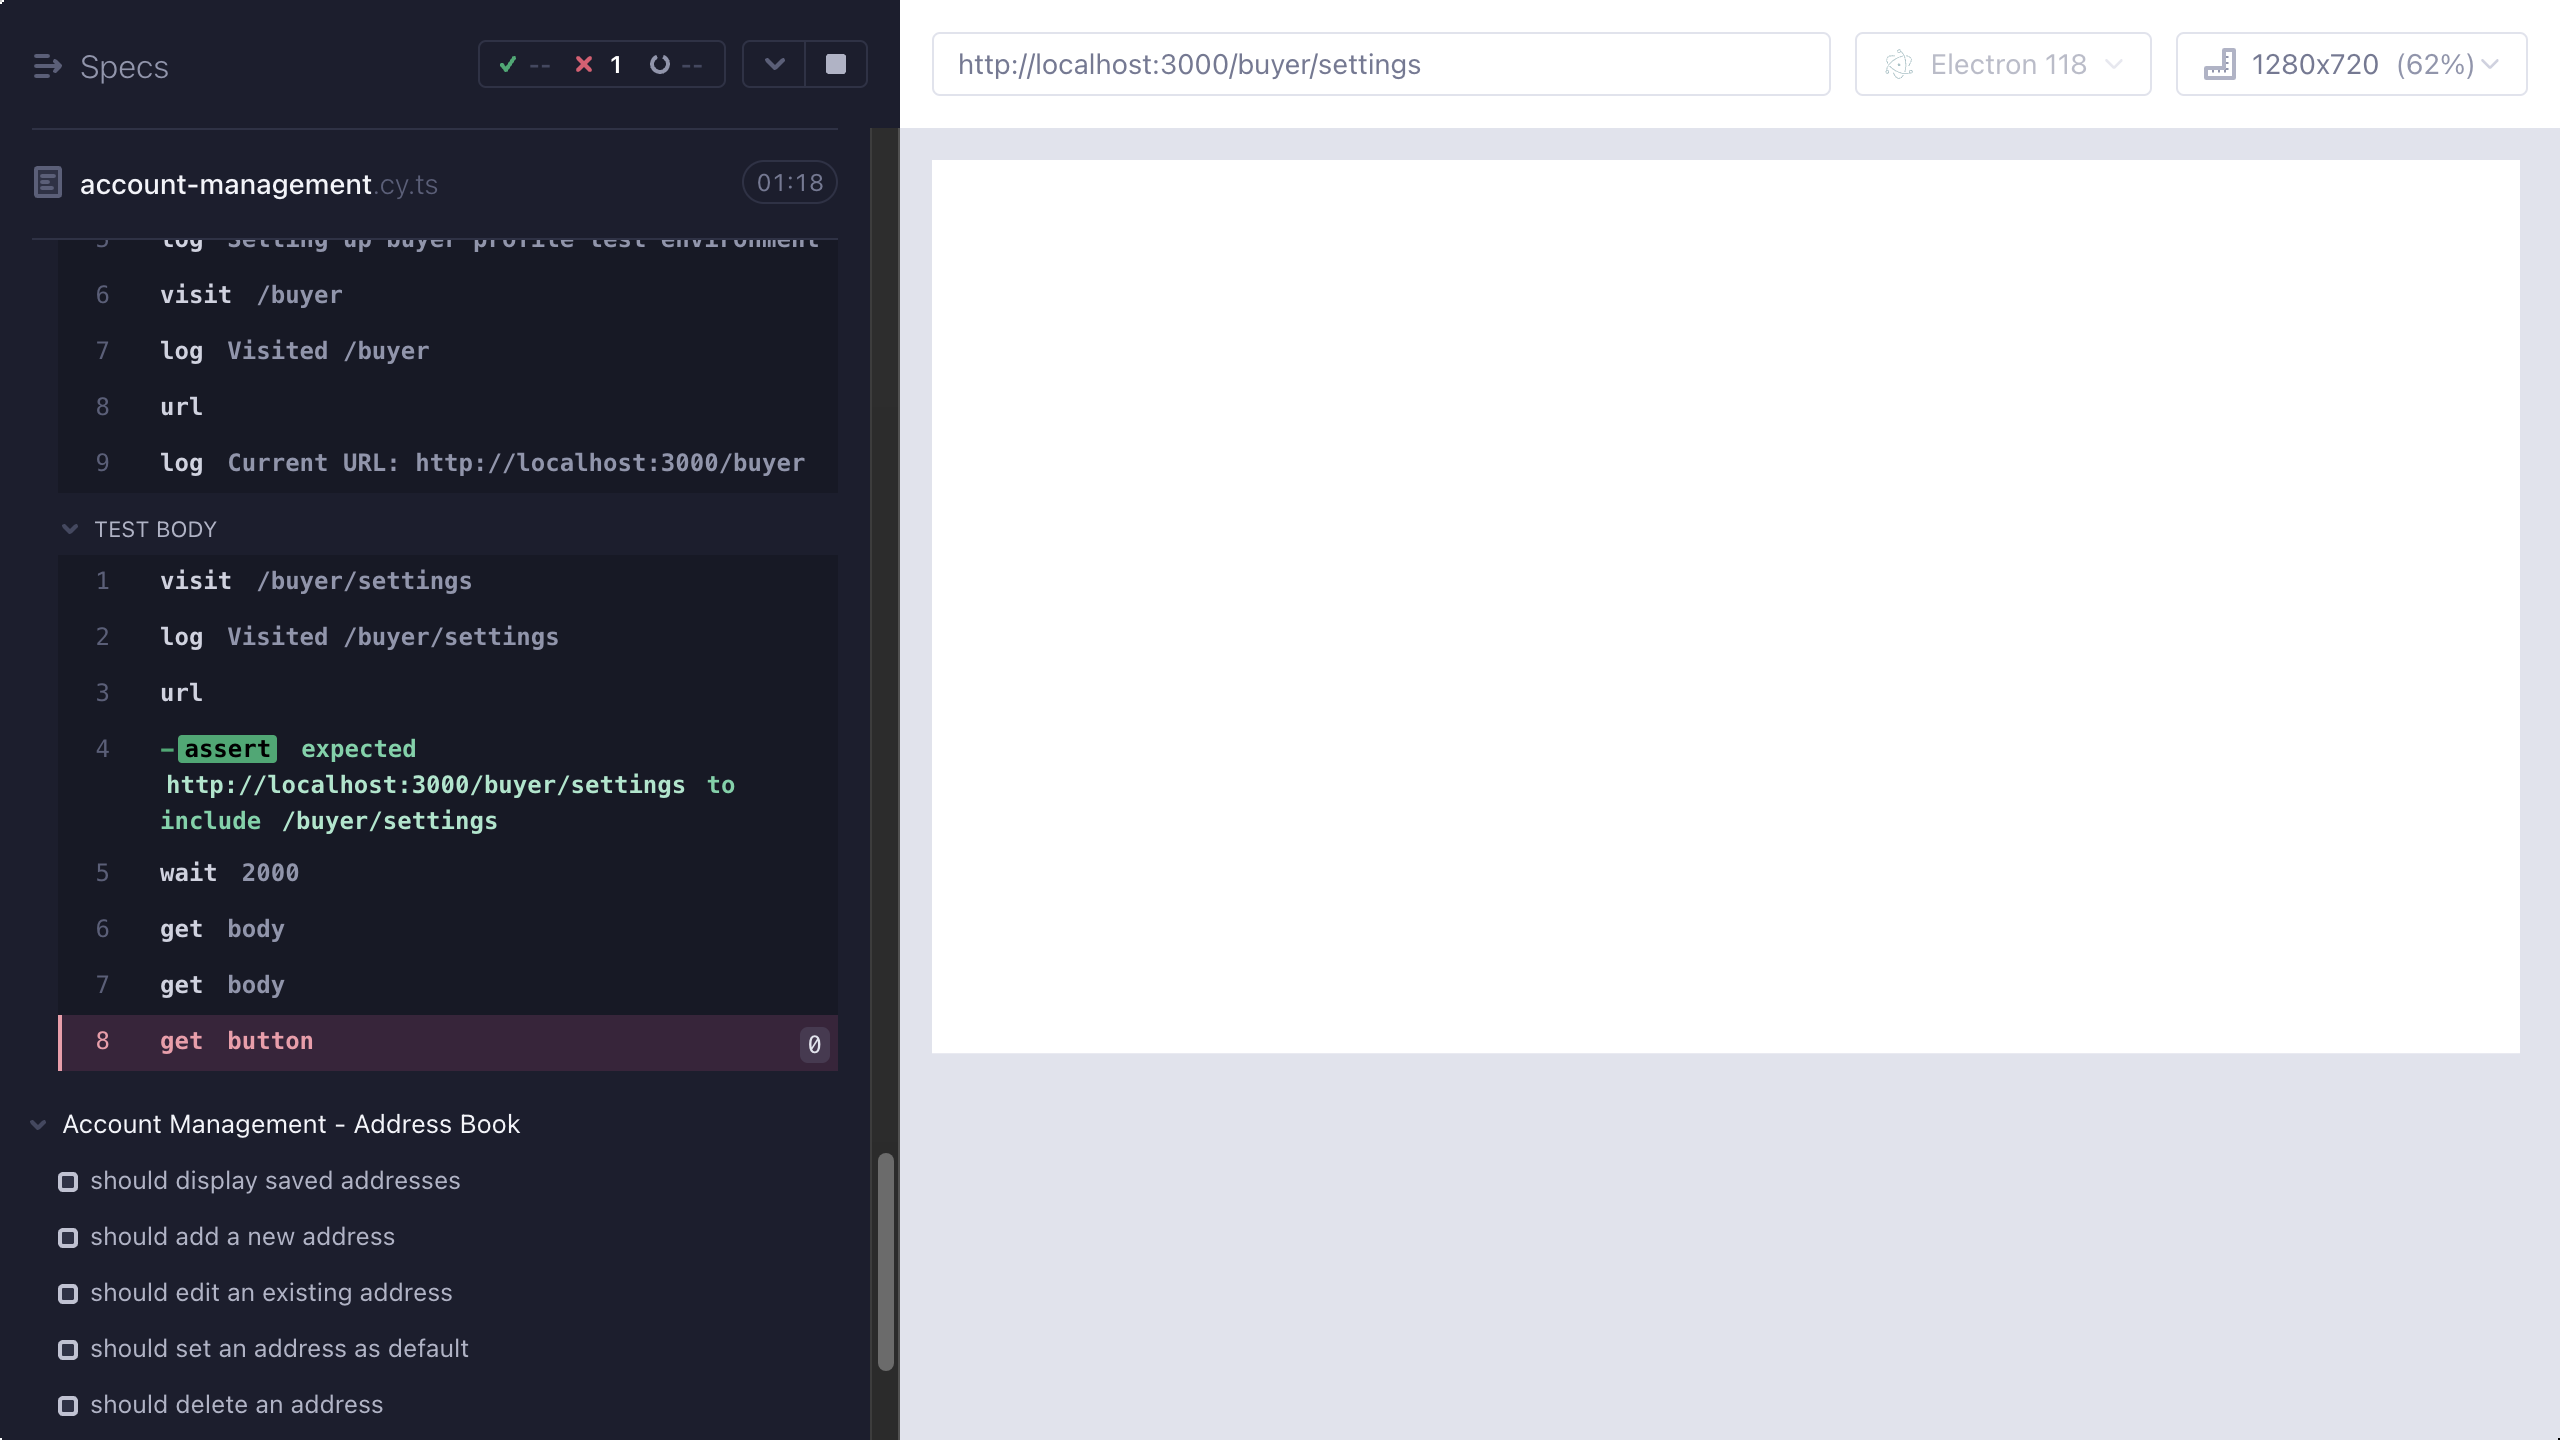 Specs
-- 1 --
account-management.cy.ts
01:18
5 log Setting up buyer profile test environment
6 visit /buyer
7 log Visited /buyer
8 url
9 log Current URL: http://localhost:3000/buyer
TEST BODY
1 visit /buyer/settings
2 log Visited /buyer/settings
3 url
4 -assert expected
http://localhost:3000/buyer/settings to
include /buyer/settings
5 wait 2000
6 get body
7 get body
8 get button 0
Account Management - Address Book
should display saved addresses
should add a new address
should edit an existing address
should set an address as default
should delete an address
http://localhost:3000/buyer/settings
Electron 118
1280x720 (62%)